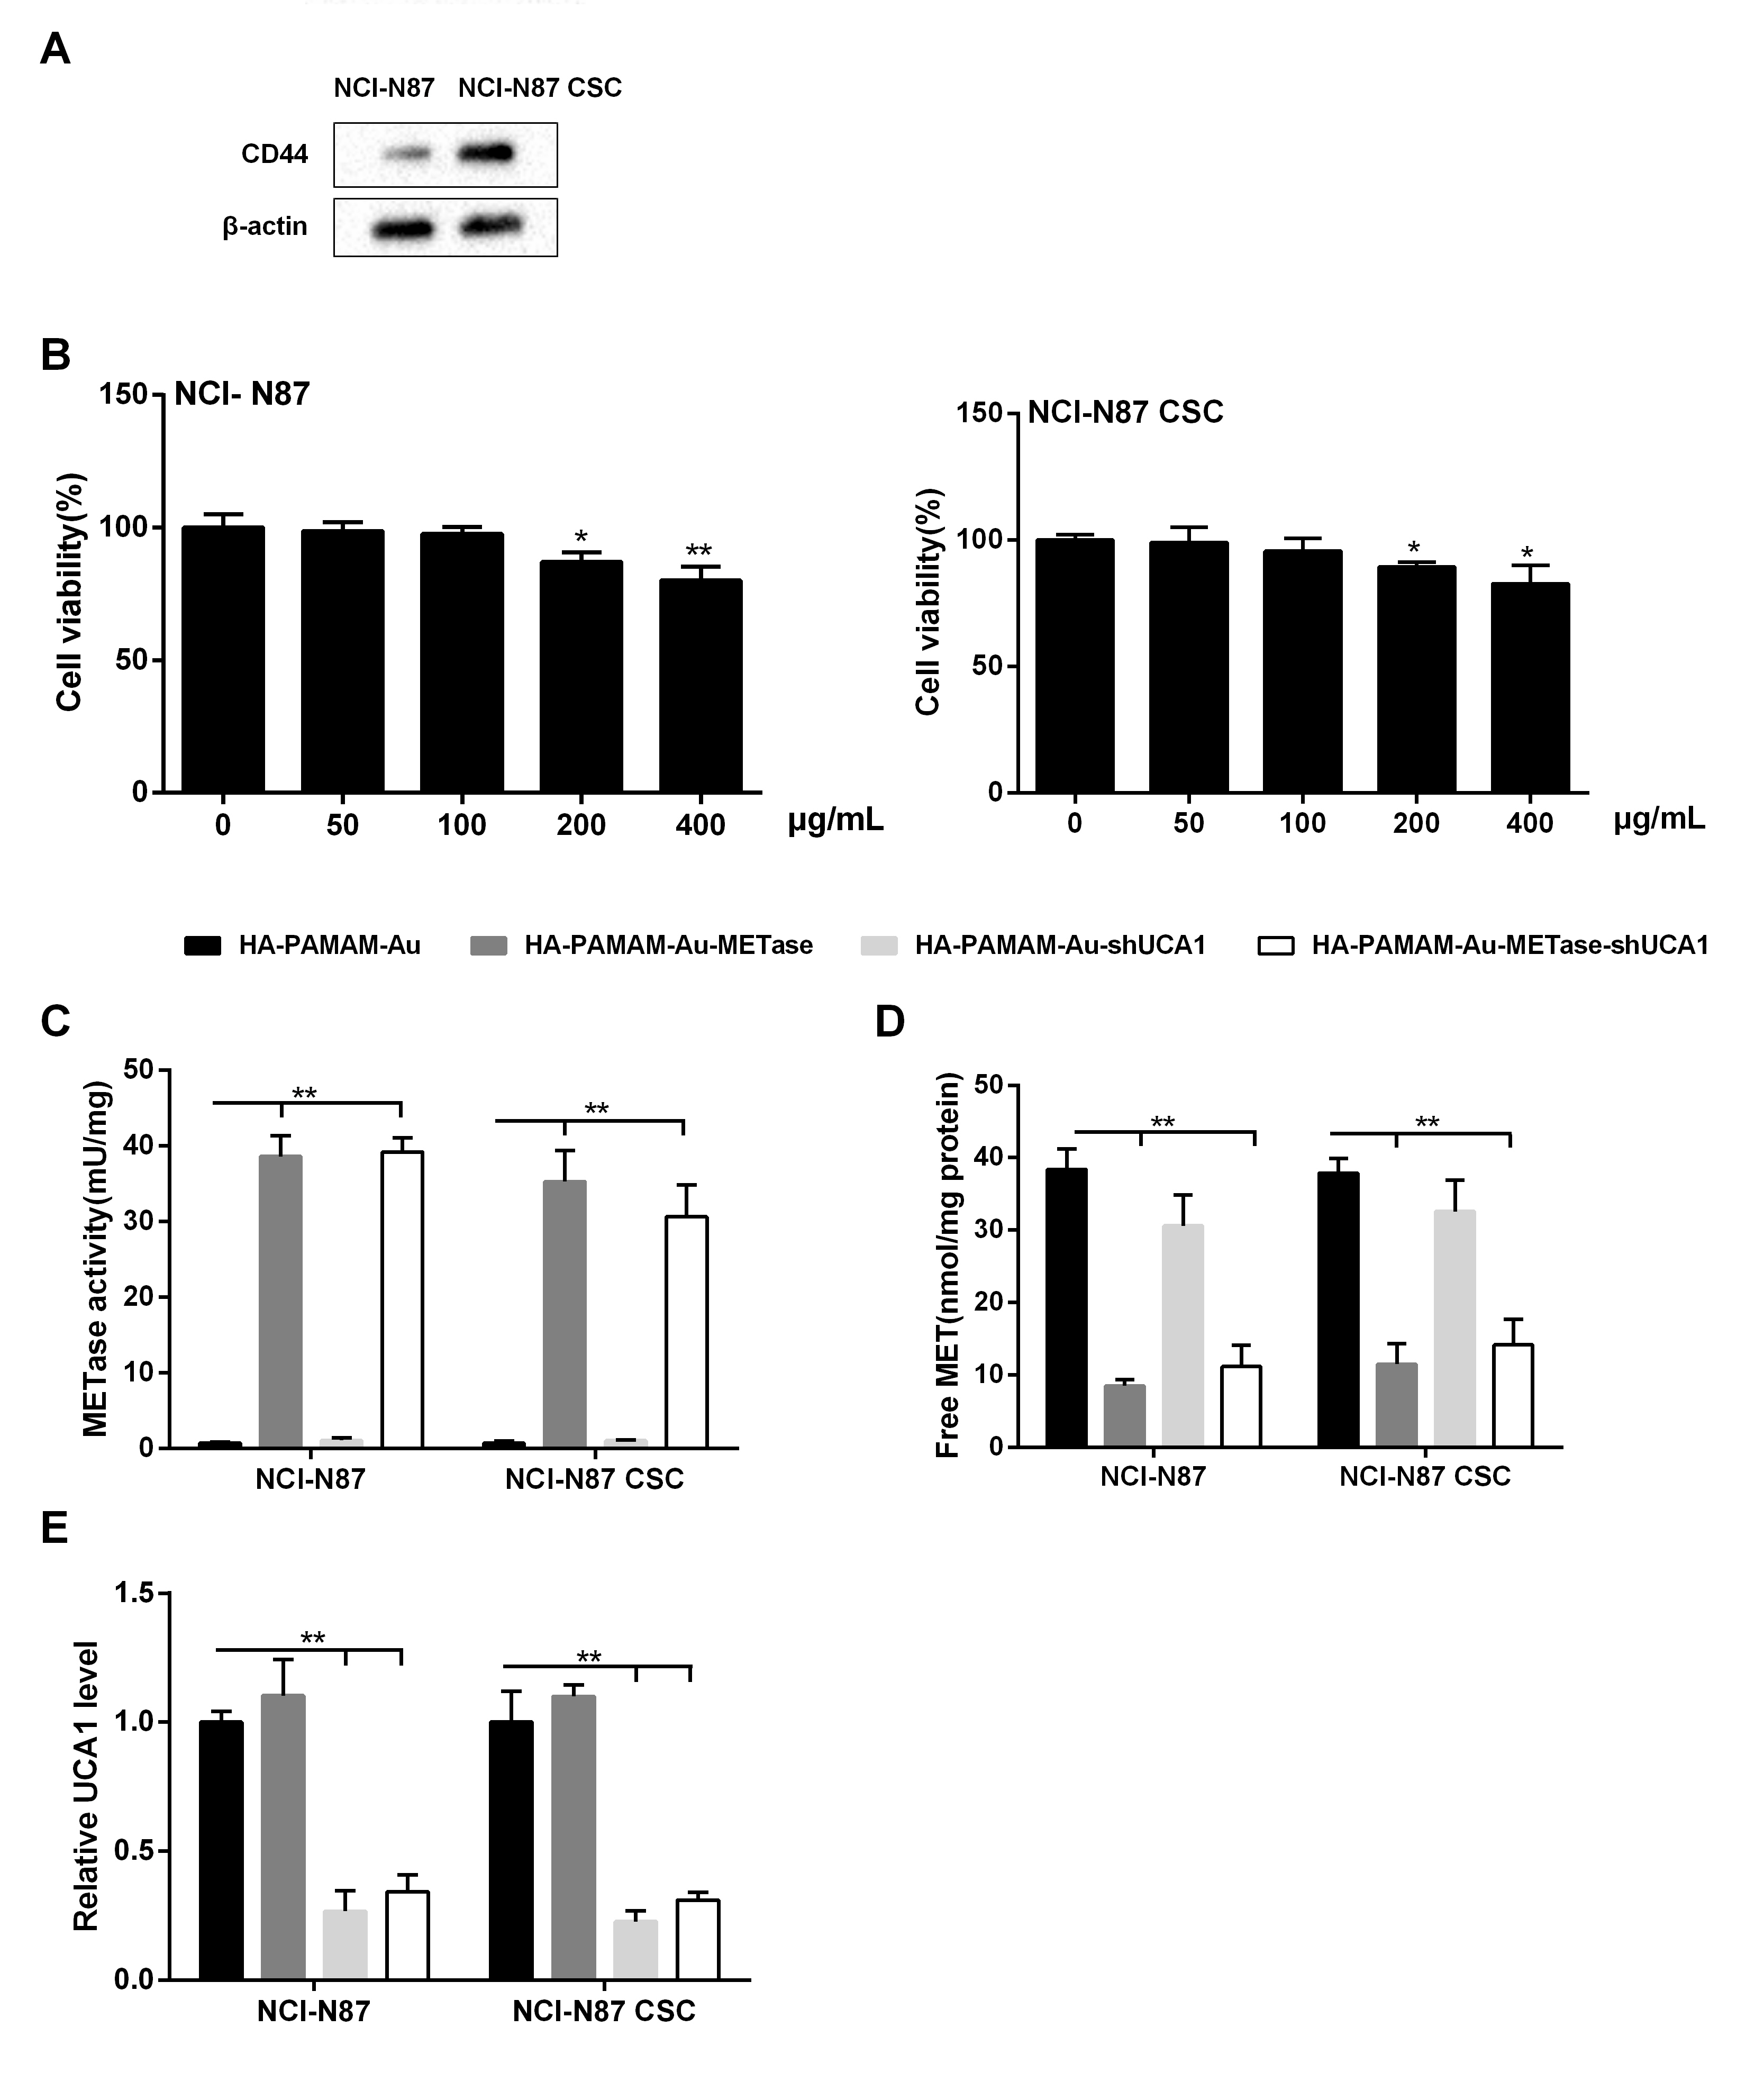 A
NCI-N87 NCI-N87 CSC
CD44
β-actin
B
NCI- N87
Cell viability(%)
150
100
50
0
* **
0 50 100 200 400 µg/mL
NCI-N87 CSC
Cell viability(%)
150
100
50
0
* *
0 50 100 200 400 µg/mL
HA-PAMAM-Au HA-PAMAM-Au-METase HA-PAMAM-Au-shUCA1 HA-PAMAM-Au-METase-shUCA1
C
METase activity(mU/mg)
50
40
30
20
10
0
** **
NCI-N87 NCI-N87 CSC
D
Free MET(nmol/mg protein)
50
40
30
20
10
0
** **
NCI-N87 NCI-N87 CSC
E
Relative UCA1 level
1.5
1.0
0.5
0.0
** **
NCI-N87 NCI-N87 CSC